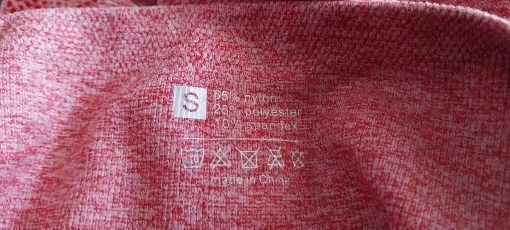 S
65% nylon
25% polyester
10% spandex
made in China